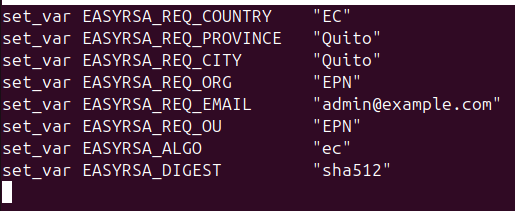 set_var EASYRSA_REQ_COUNTRY    "EC"
set_var EASYRSA_REQ_PROVINCE   "Quito"
set_var EASYRSA_REQ_CITY       "Quito"
set_var EASYRSA_REQ_ORG        "EPN"
set_var EASYRSA_REQ_EMAIL      "admin@example.com"
set_var EASYRSA_REQ_OU         "EPN"
set_var EASYRSA_ALGO           "ec"
set_var EASYRSA_DIGEST         "sha512"